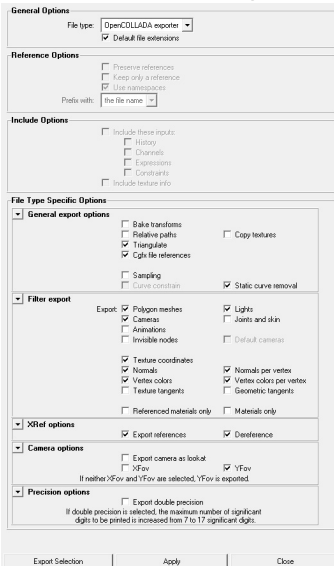 General Options
File type: OpenCOLLADA exporter
Default file extensions
Reference Options
Preserve references
Keep only a reference
Use namespaces
Prefix with: the file name
Include Options
Include these inputs:
History
Channels
Expressions
Constraints
Include texture info
File Type Specific Options
General export options
Bake transforms
Relative paths Copy textures
Triangulate
Cgfx file references
Sampling
Curve constrain Static curve removal
Filter export
Export: Polygon meshes Lights
Cameras Joints and skin
Animations
Invisible nodes Default cameras
Texture coordinates
Normals Normals per vertex
Vertex colors Vertex colors per vertex
Texture tangents Geometric tangents
Referenced materials only Materials only
XRef options
Export references Dereference
Camera options
Export camera as lookat
XFov YFov
If neither XFov and YFov are selected, YFov is exported.
Precision options
Export double precision
If double precision is selected, the maximum number of significant
digits to be printed is increased from 7 to 17 significant digits.
Export Selection Apply Close